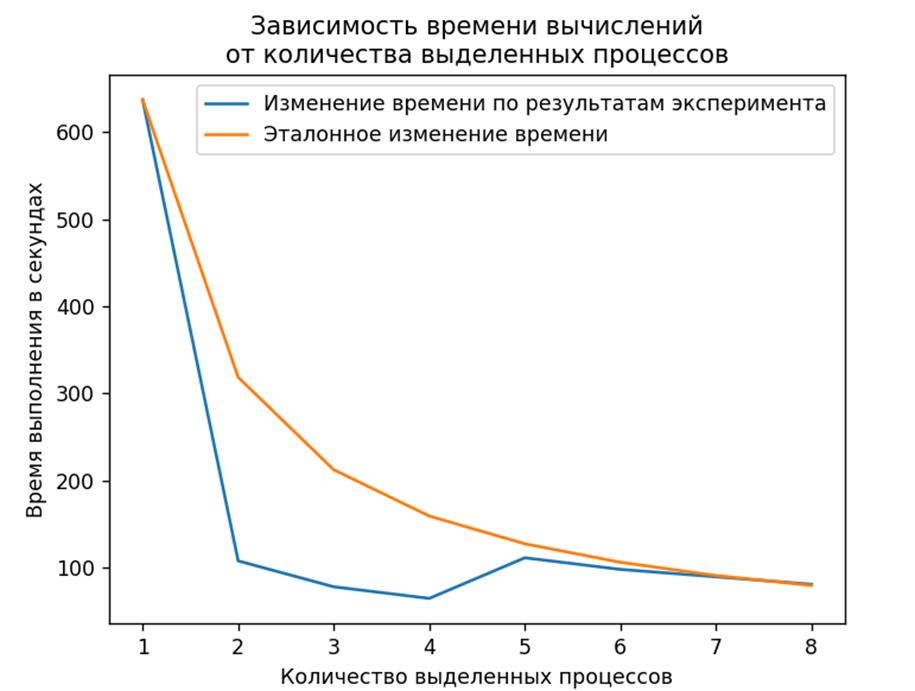 Зависимость времени вычислений
от количества выделенных процессов
Изменение времени по результатам эксперимента
Эталонное изменение времени
Время выполнения в секундах
600
500
400
300
200
100
1 2 3 4 5 6 7 8
Количество выделенных процессов